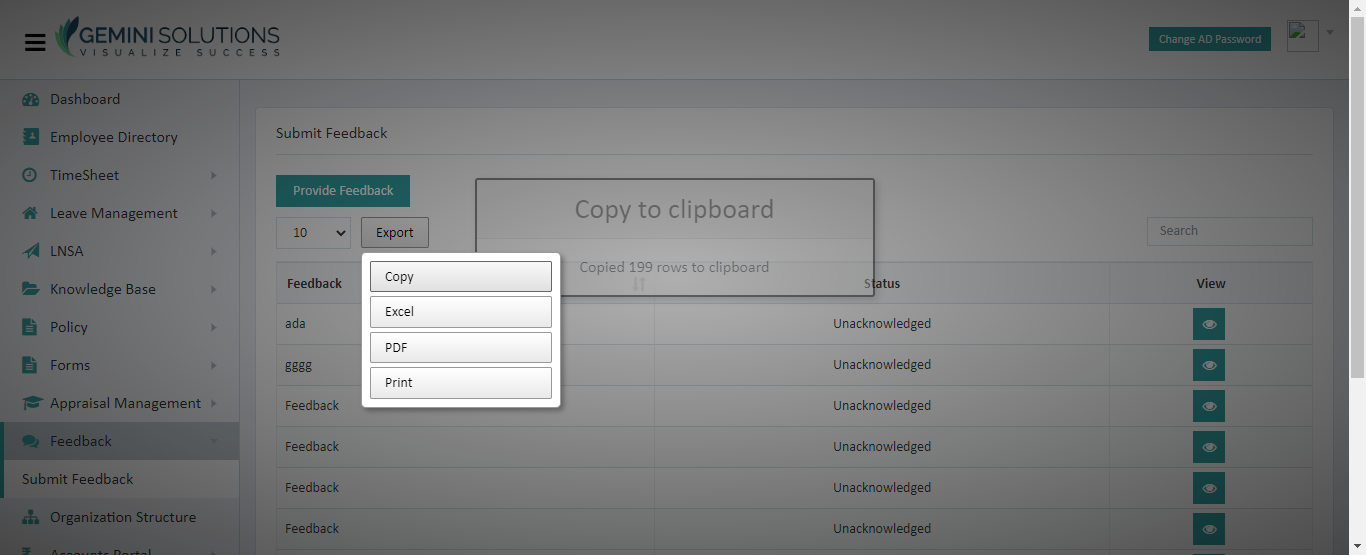 GEMINI SOLUTIONS
VISUALIZE SUCCESS
Change AD Password
Dashboard
Employee Directory
TimeSheet
Leave Management
LNSA
Knowledge Base
Policy
Forms
Appraisal Management
Feedback
Submit Feedback
Organization Structure
Accounts Portal
Submit Feedback
Provide Feedback
10
Export
Search
Copy to clipboard
Copied 199 rows to clipboard
Copy
Excel
PDF
Print
Feedback Status View
ada Unacknowledged
gggg Unacknowledged
Feedback Unacknowledged
Feedback Unacknowledged
Feedback Unacknowledged
Feedback Unacknowledged